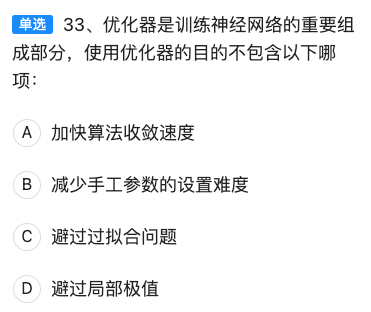 单选 33、优化器是训练神经网络的重要组
成部分，使用优化器的目的不包含以下哪
项：
A 加快算法收敛速度
B 减少手工参数的设置难度
C 避过过拟合问题
D 避过局部极值